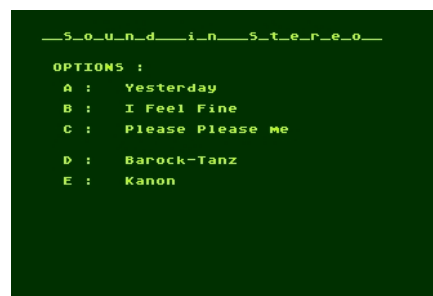 __S_o_u_n_d___i_n___S_t_e_r_e_o__
OPTIONS :
A : Yesterday
B : I Feel Fine
C : Please Please me
D : Barock-Tanz
E : Kanon